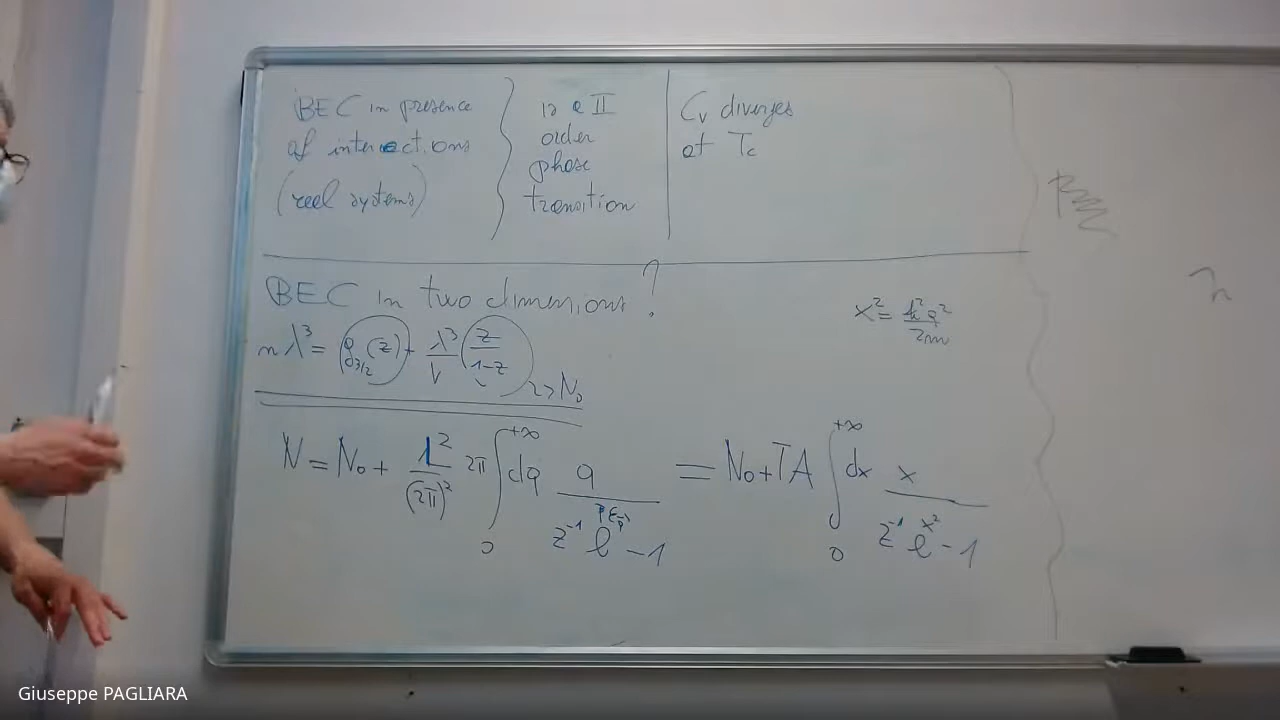 BEC in presence
of interactions
(real systems)
is a II
order
phase
transition
Cv diverges
at Tc
BEC in two dimensions?
x² = ħ²q²/2m
nλ³ = g3/2(z) + λ³/V (z/1-z) ~> N₀
N = N₀ + L²/(2π)² 2π ∫₀^+∞ dq q/(z⁻¹ e^β(εp) - 1) = N₀ + TA ∫₀^+∞ dx x/(z⁻¹ e^x² - 1)
Giuseppe PAGLIARA